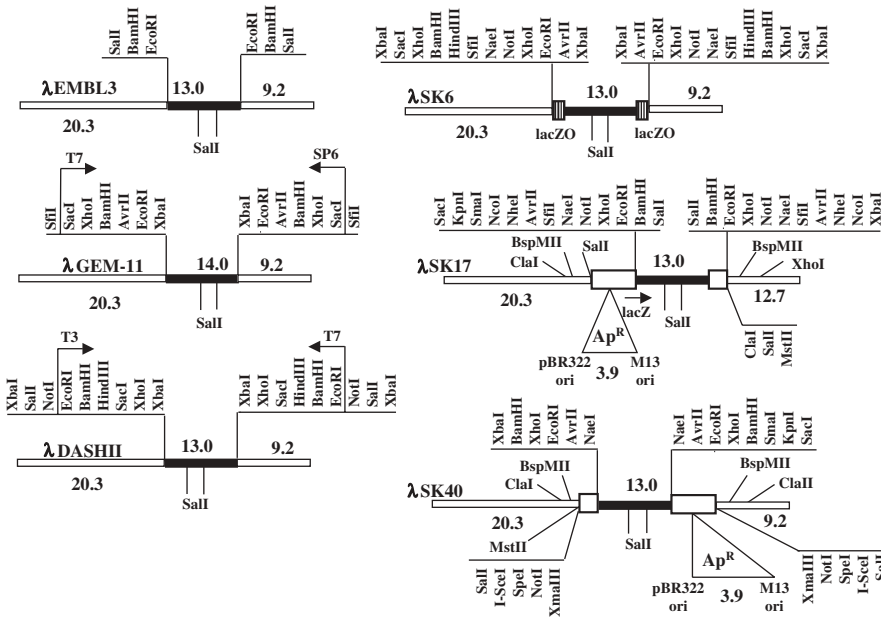 SalI
BamHI
EcoRI
EcoRI
BamHI
SalI
λEMBL3
13.0
9.2
20.3
SalI
T7
SP6
SfiI
SacI
XhoI
BamHI
AvrII
EcoRI
XbaI
XbaI
EcoRI
AvrII
BamHI
XhoI
SacI
SfiI
λGEM-11
14.0
9.2
20.3
SalI
T3
T7
XbaI
SalI
NotI
EcoRI
BamHI
HindIII
SacI
XhoI
XbaI
XbaI
XhoI
SacI
HindIII
BamHI
EcoRI
NotI
SalI
XbaI
λDASHII
13.0
9.2
20.3
SalI
XbaI
SacI
XhoI
BamHI
HindIII
SfiI
NaeI
NotI
XhoI
EcoRI
AvrII
XbaI
XbaI
AvrII
EcoRI
XhoI
NotI
NaeI
SfiI
HindIII
BamHI
XhoI
SacI
XbaI
λSK6
13.0
9.2
20.3
lacZO
lacZO
SalI
SacI
KpnI
SmaI
NcoI
NheI
AvrII
SfiI
NaeI
NotI
XhoI
EcoRI
BamHI
SalI
SalI
BamHI
EcoRI
XhoI
NotI
NaeI
SfiI
AvrII
NheI
NcoI
XbaI
BspMII
SalI
ClaI
BspMII
XhoI
λSK17
13.0
20.3
12.7
lacZ
SalI
Ap^R
pBR322
ori
3.9
M13
ori
ClaI
SalI
MstII
XbaI
BamHI
XhoI
EcoRI
AvrII
NaeI
NaeI
AvrII
EcoRI
XhoI
BamHI
SmaI
KpnI
SacI
BspMII
ClaI
BspMII
ClaII
λSK40
13.0
20.3
9.2
MstII
SalI
SalI
I-SceI
SpeI
NotI
XmaIII
Ap^R
pBR322
ori
3.9
M13
ori
XmaIII
NotI
SpeI
I-SceI
SalI